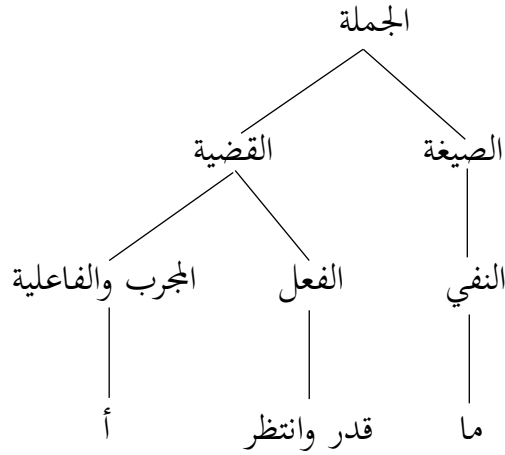 الجملة
الصيغة القضية
النفي الفعل المجرب والفاعلية
ما قدر وانتظر أ